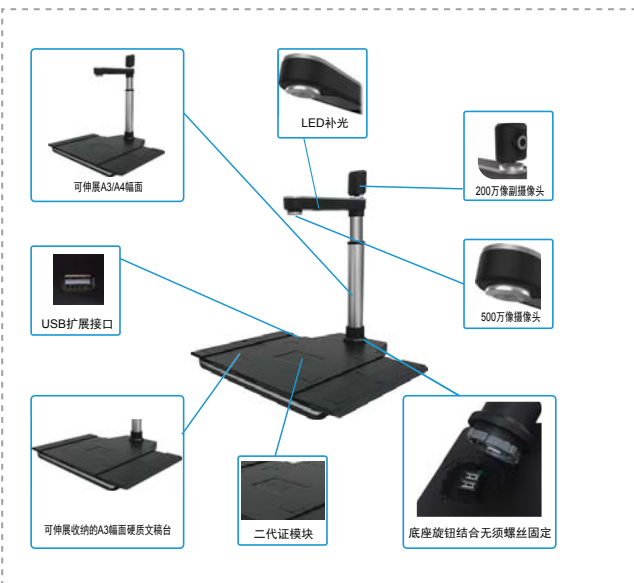 LED补光
可伸展A3/A4幅面
200万像副摄像头
USB扩展接口
500万像摄像头
可伸展收纳的A3幅面硬质文稿台
二代证模块
底座旋钮结合无须螺丝固定